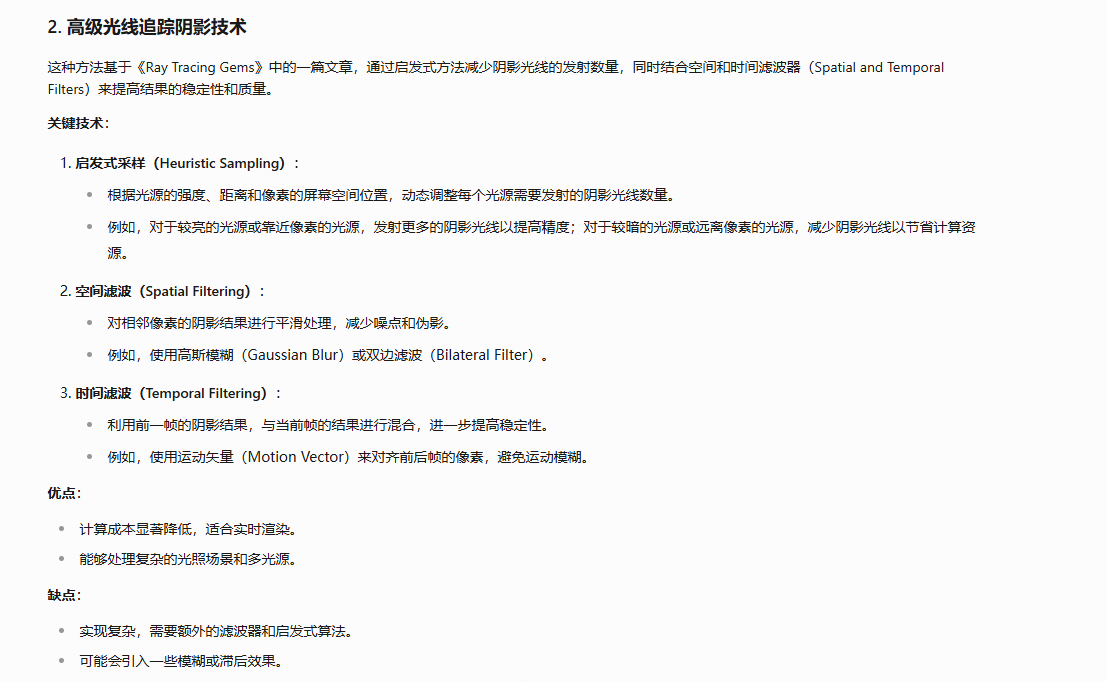 2. 高级光线追踪阴影技术
这种方法基于《Ray Tracing Gems》中的一篇文章，通过启发式方法减少阴影光线的发射数量，同时结合空间和时间滤波器（Spatial and Temporal
Filters）来提高结果的稳定性和质量。
关键技术：
1. 启发式采样（Heuristic Sampling）：
• 根据光源的强度、距离和像素的屏幕空间位置，动态调整每个光源需要发射的阴影光线数量。
• 例如，对于较亮的光源或靠近像素的光源，发射更多的阴影光线以提高精度；对于较暗的光源或远离像素的光源，减少阴影光线以节省计算资
源。
2. 空间滤波（Spatial Filtering）：
• 对相邻像素的阴影结果进行平滑处理，减少噪点和伪影。
• 例如，使用高斯模糊（Gaussian Blur）或双边滤波（Bilateral Filter）。
3. 时间滤波（Temporal Filtering）：
• 利用前一帧的阴影结果，与当前帧的结果进行混合，进一步提高稳定性。
• 例如，使用运动矢量（Motion Vector）来对齐前后帧的像素，避免运动模糊。
优点：
• 计算成本显著降低，适合实时渲染。
• 能够处理复杂的光照场景和多光源。
缺点：
• 实现复杂，需要额外的滤波器和启发式算法。
• 可能会引入一些模糊或滞后效果。